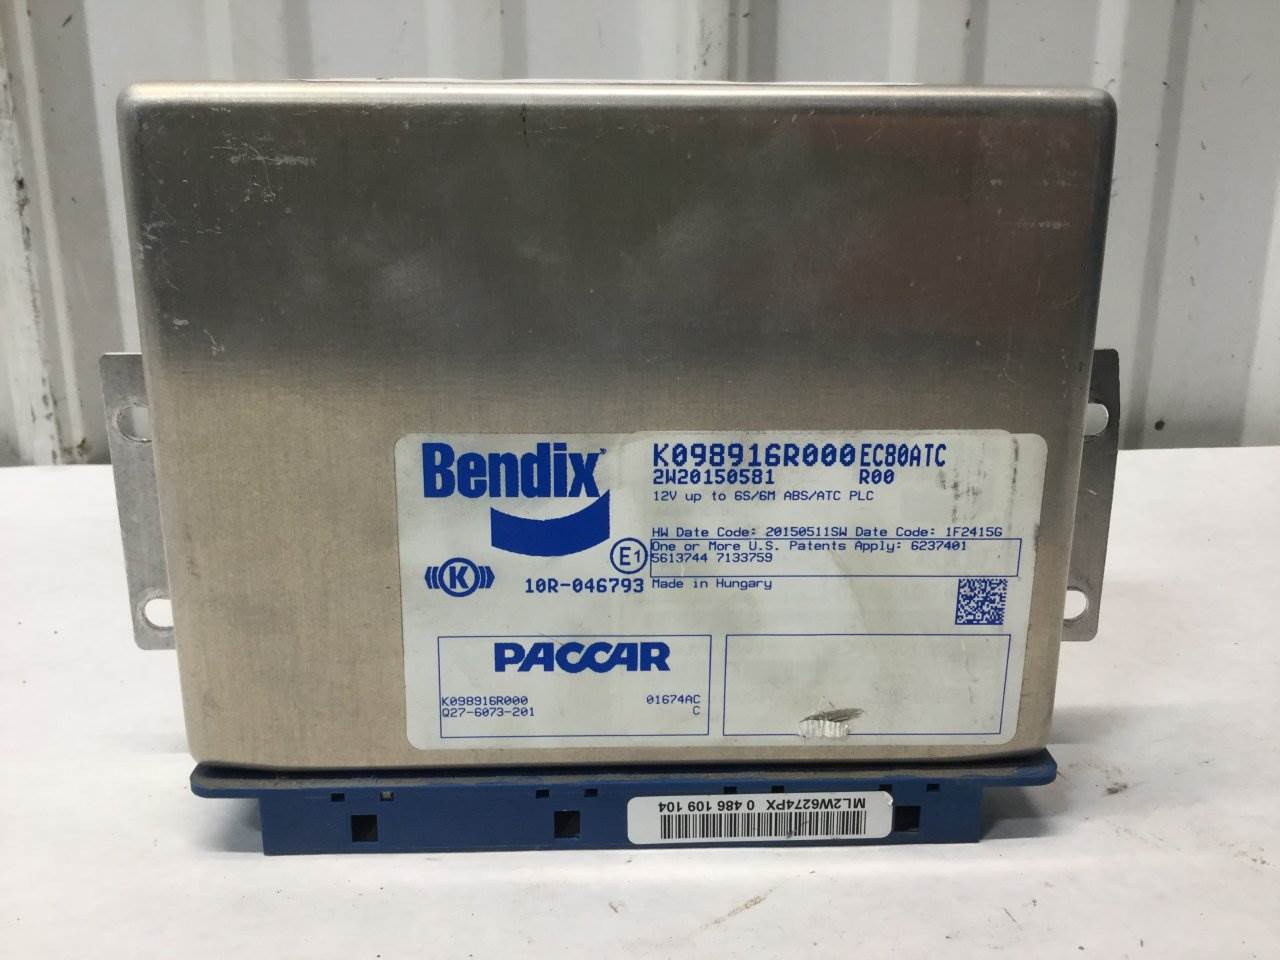 Bendix
K098916R000 EC80ATC
2W20150581 R00
12V up to 6S/6M ABS/ATC PLC
HW Date Code: 20150511SW Date Code: 1F2415G
One or More U.S. Patents Apply: 6237401
5613744 7133759
E1
K
10R-046793
Made in Hungary
PACCAR
K098916R000 01674AC
Q27-6073-201 C
ML2W6274PX 0 486 109 104